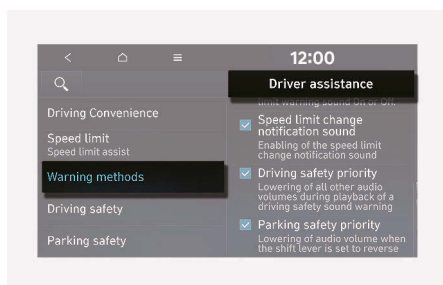 12:00
Driver assistance
Driving Convenience
Speed limit
Speed limit assist
Warning methods
Driving safety
Parking safety
limit warning sound On or Off.
Speed limit change
notification sound
Enabling of the speed limit
change notification sound
Driving safety priority
Lowering of all other audio
volumes during playback of a
driving safety sound warning
Parking safety priority
Lowering of audio volume when
the shift lever is set to reverse